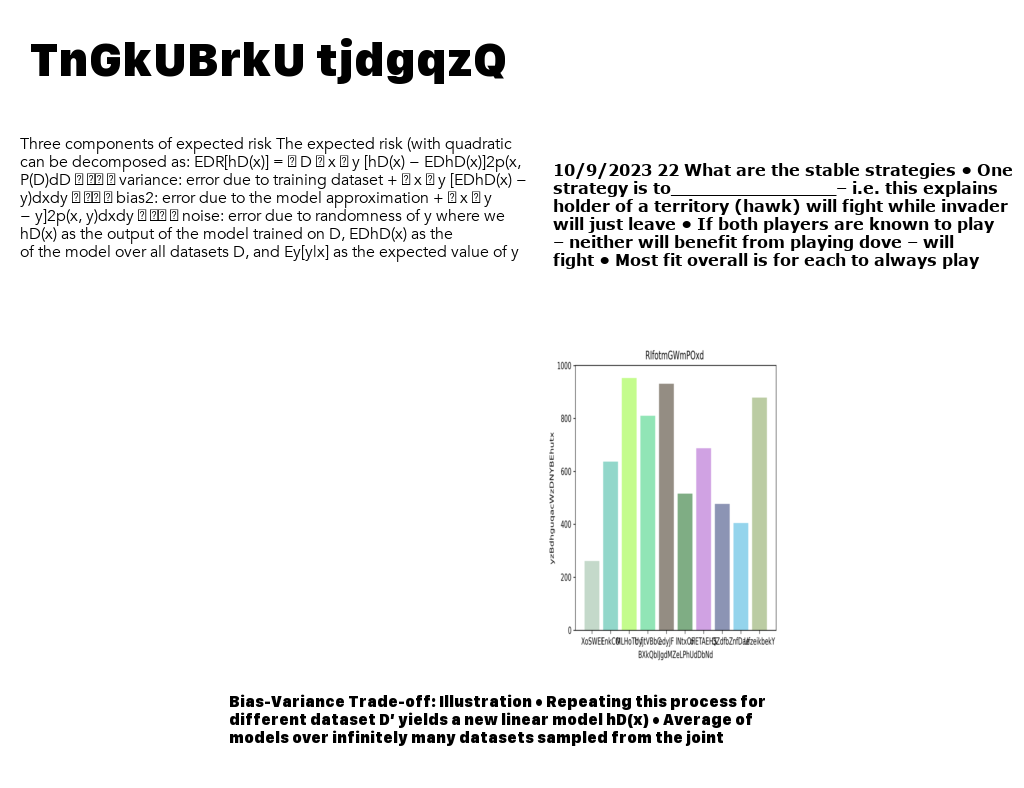 TnGkUBrkU tjdgqzQ
Three components of expected risk The expected risk (with quadratic
can be decomposed as: EDR[hD(x)] = D x y [hD(x) − EDhD(x)]2p(x,
P(D)dD variance: error due to training dataset + x y [EDhD(x) −
y)dxdy bias2: error due to the model approximation + x y
− y]2p(x, y)dxdy noise: error due to randomness of y where we
hD(x) as the output of the model trained on D, EDhD(x) as the
of the model over all datasets D, and Ey[y|x] as the expected value of y
10/9/2023 22 What are the stable strategies • One
strategy is to__________________ – i.e. this explains
holder of a territory (hawk) will fight while invader
will just leave • If both players are known to play
– neither will benefit from playing dove – will
fight • Most fit overall is for each to always play
RlfotmGWmPOxd
1000
800
600
400
200
0
yzBdhguqacWzDNYBEhutx
XoSWEE
BXkQbIJgdMZeLPhUdDbNd
Bias-Variance Trade-off: Illustration • Repeating this process for
different dataset D′ yields a new linear model hD(x) • Average of
models over infinitely many datasets sampled from the joint